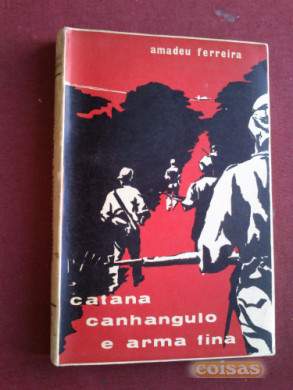 amadeu ferreira
catana
canhangulo
e arma fina
coisas